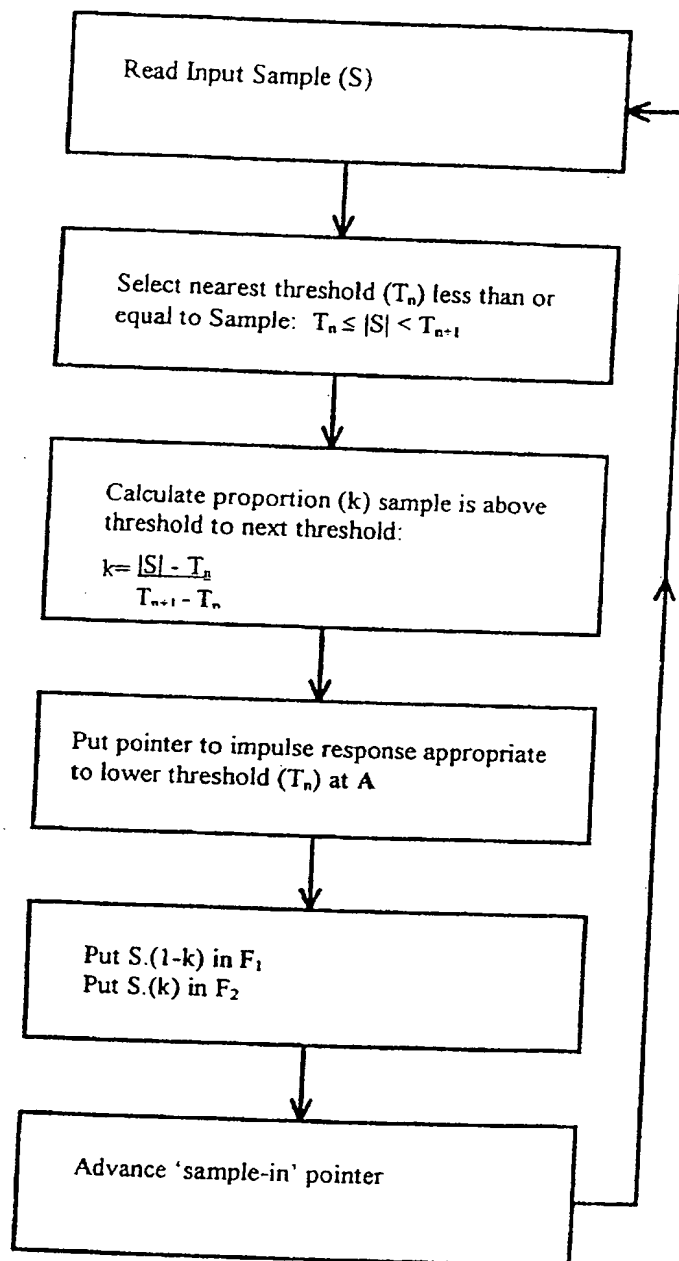 Read Input Sample (S)
Select nearest threshold (Tₙ) less than or
equal to Sample: Tₙ ≤ |S| < Tₙ₊₁
Calculate proportion (k) sample is above
threshold to next threshold:
k= |S| - Tₙ
Tₙ₊₁ - Tₙ
Put pointer to impulse response appropriate
to lower threshold (Tₙ) at A
Put S.(1-k) in F₁
Put S.(k) in F₂
Advance ‘sample-in’ pointer